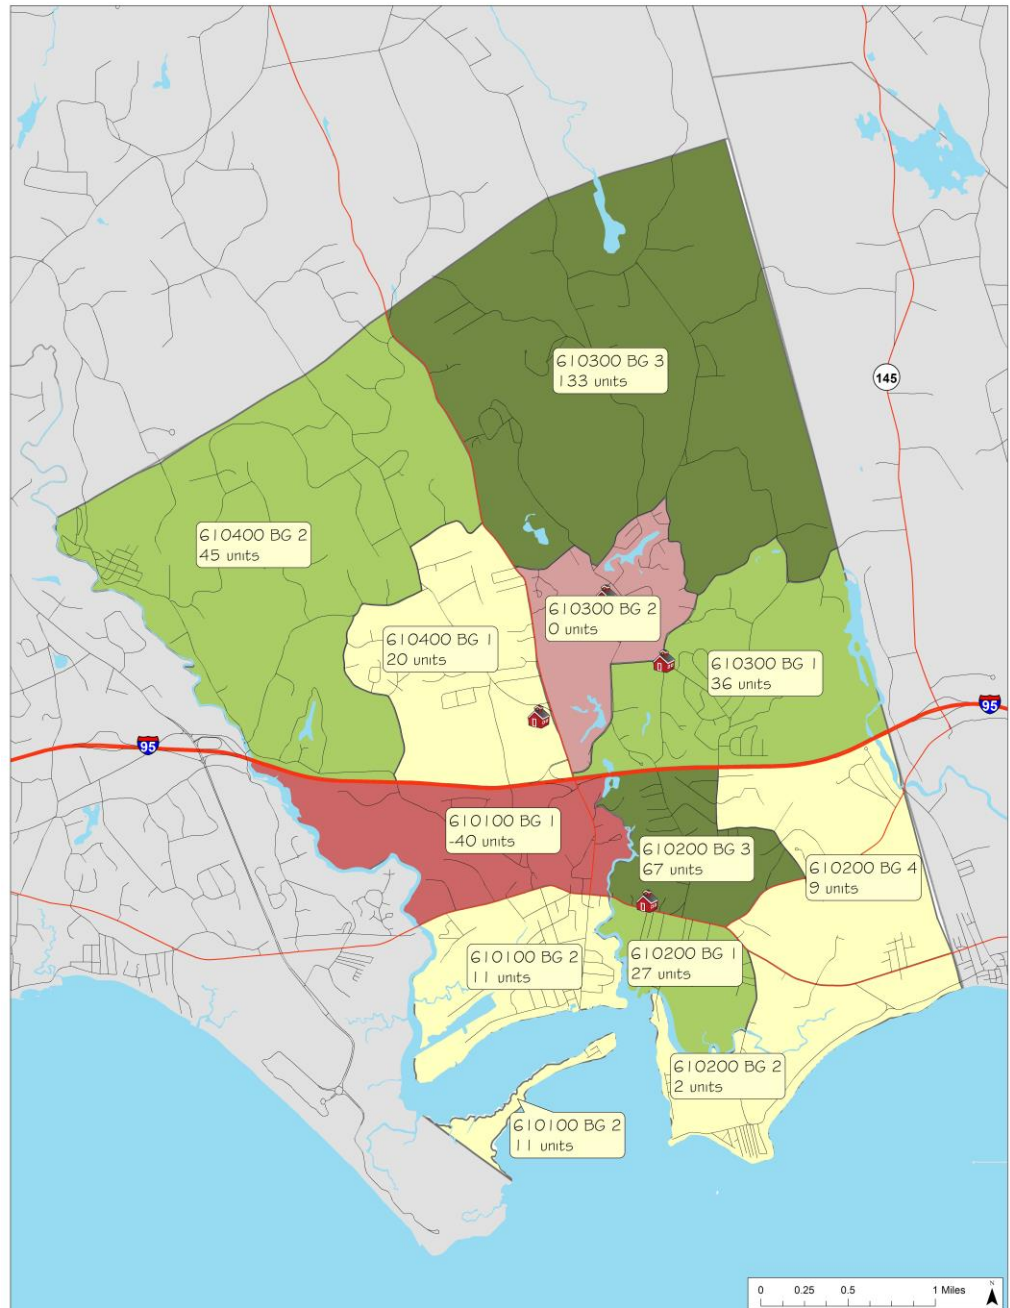 610300 BG 3
133 units
145
610400 BG 2
45 units
610300 BG 2
0 units
610400 BG 1
20 units
610300 BG 1
36 units
95
95
610100 BG 1
-40 units
610200 BG 3
67 units
610200 BG 4
9 units
610100 BG 2
11 units
610200 BG 1
27 units
610200 BG 2
2 units
610100 BG 2
11 units
0 0.25 0.5 1 Miles
N